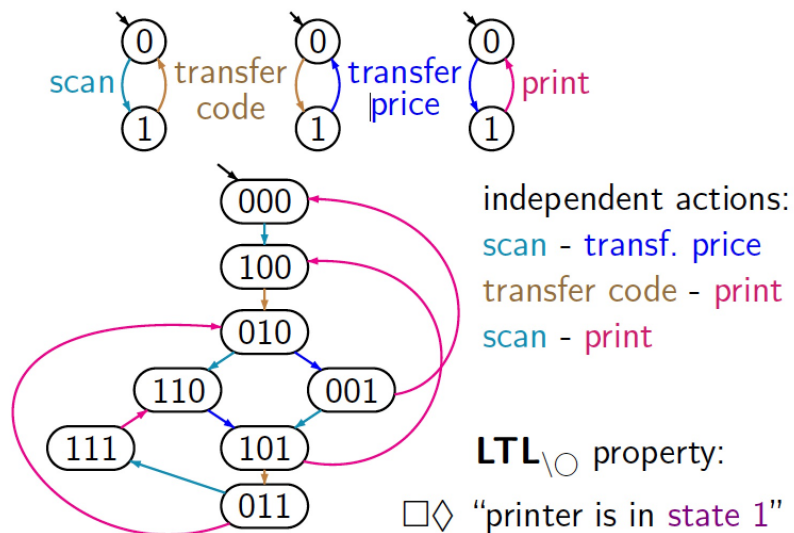 0 0 0
scan transfer code transfer price print
1 1 1
000
independent actions:
100
scan - transf. price
transfer code - print
010
scan - print
110 001
111 101
LTL\○ property:
011
□◊ “printer is in state 1”